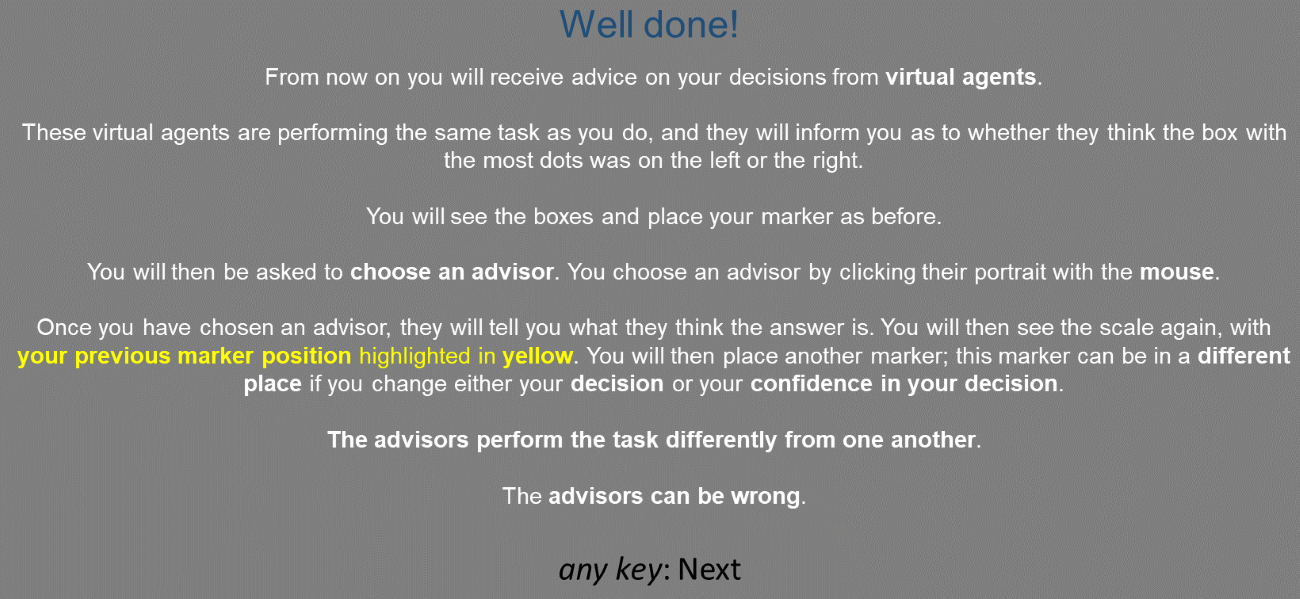 Well done!
From now on you will receive advice on your decisions from virtual agents.
These virtual agents are performing the same task as you do, and they will inform you as to whether they think the box with
the most dots was on the left or the right.
You will see the boxes and place your marker as before.
You will then be asked to choose an advisor. You choose an advisor by clicking their portrait with the mouse.
Once you have chosen an advisor, they will tell you what they think the answer is. You will then see the scale again, with
your previous marker position highlighted in yellow. You will then place another marker; this marker can be in a different
place if you change either your decision or your confidence in your decision.
The advisors perform the task differently from one another.
The advisors can be wrong.
any key: Next